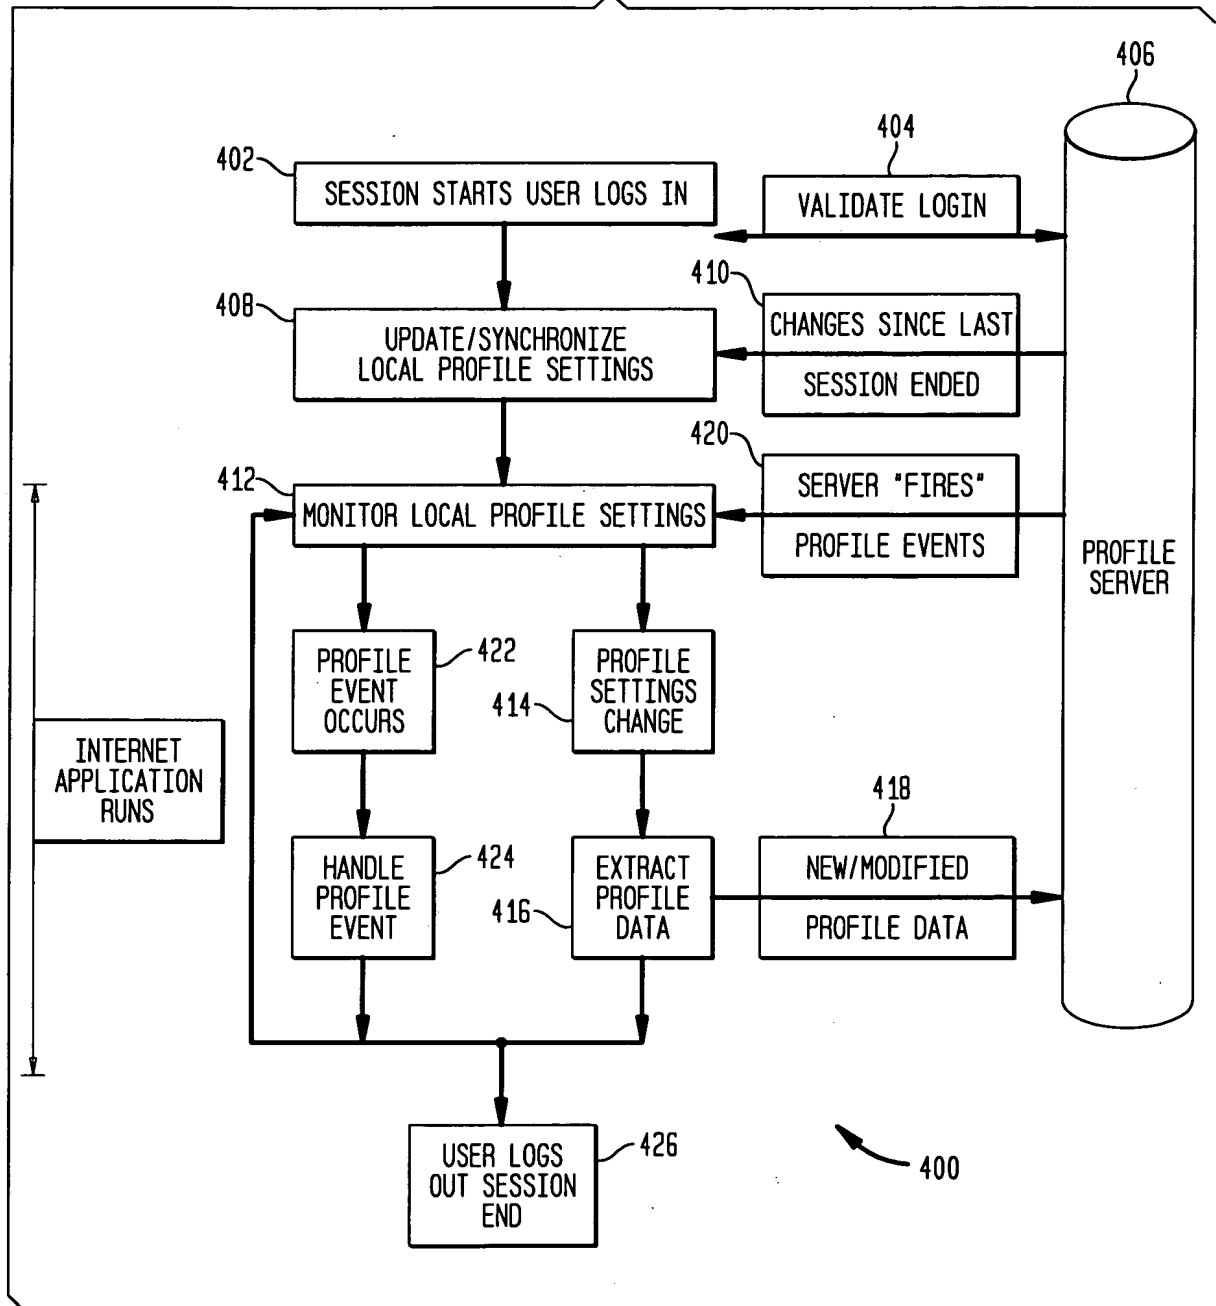 406
404
402
SESSION STARTS USER LOGS IN
VALIDATE LOGIN
410
408
CHANGES SINCE LAST
SESSION ENDED
UPDATE/SYNCHRONIZE
LOCAL PROFILE SETTINGS
420
412
SERVER "FIRES"
PROFILE EVENTS
MONITOR LOCAL PROFILE SETTINGS
PROFILE
SERVER
PROFILE
EVENT
OCCURS
422
PROFILE
SETTINGS
CHANGE
414
INTERNET
APPLICATION
RUNS
418
HANDLE
PROFILE
EVENT
424
EXTRACT
PROFILE
DATA
416
NEW/MODIFIED
PROFILE DATA
USER LOGS
OUT SESSION
END
426
400